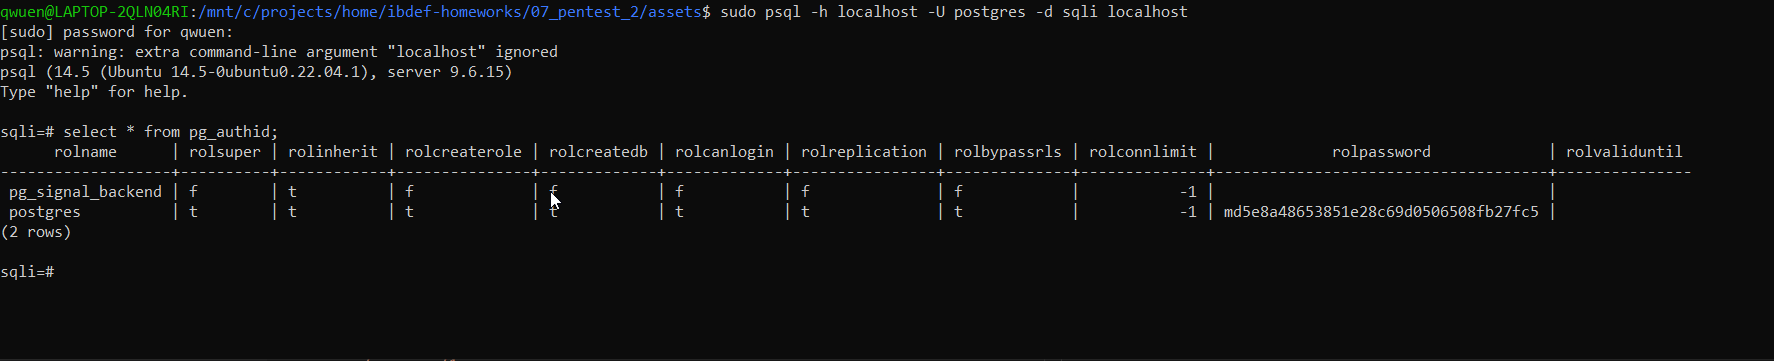 qwuen@LAPTOP-2QLN04RI:/mnt/c/projects/home/ibdef-homeworks/07_pentest_2/assets$ sudo psql -h localhost -U postgres -d sqli localhost
[sudo] password for qwuen:
psql: warning: extra command-line argument "localhost" ignored
psql (14.5 (Ubuntu 14.5-0ubuntu0.22.04.1), server 9.6.15)
Type "help" for help.

sqli=# select * from pg_authid;
      rolname      | rolsuper | rolinherit | rolcreaterole | rolcreatedb | rolcanlogin | rolreplication | rolbypassrls | rolconnlimit |             rolpassword             | rolvaliduntil
-------------------+----------+------------+---------------+-------------+-------------+----------------+--------------+--------------+-------------------------------------+---------------
 pg_signal_backend | f        | t          | f             | f           | f           | f              | f            |           -1 |                                     |
 postgres          | t        | t          | t             | t           | t           | t              | t            |           -1 | md5e8a48653851e28c69d0506508fb27fc5 |
(2 rows)

sqli=#